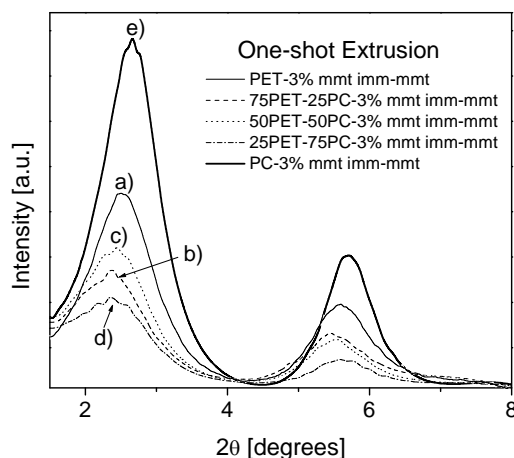 e)
One-shot Extrusion
PET-3% mmt imm-mmt
75PET-25PC-3% mmt imm-mmt
50PET-50PC-3% mmt imm-mmt
25PET-75PC-3% mmt imm-mmt
PC-3% mmt imm-mmt
a)
c)
b)
d)
Intensity [a.u.]
2 4 6 8
2θ [degrees]